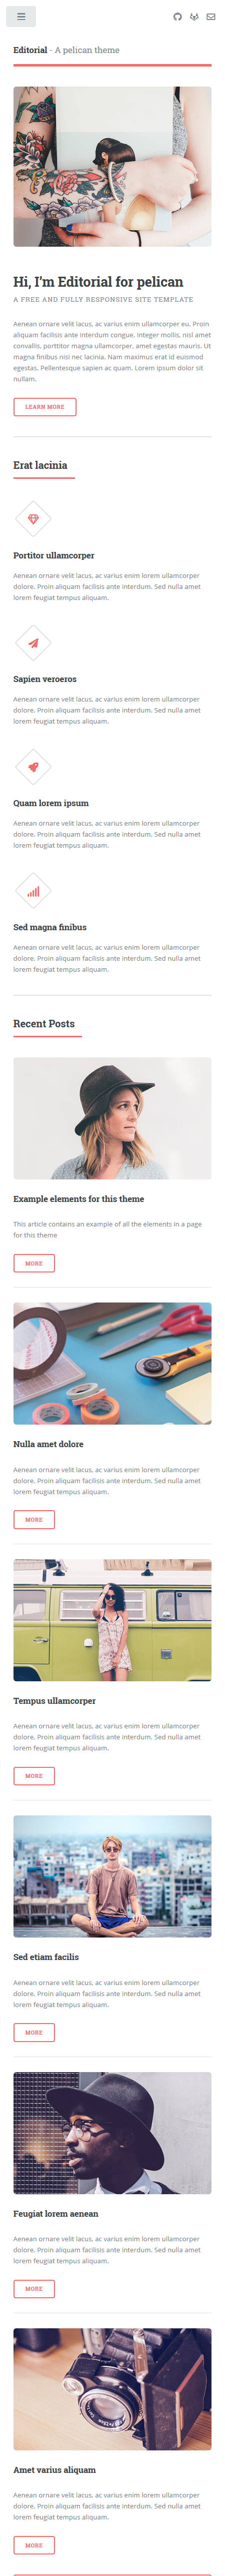 Editorial - A pelican theme
Hi, I'm Editorial for pelican
A FREE AND FULLY RESPONSIVE SITE TEMPLATE
Aenean ornare velit lacus, ac varius enim ullamcorper eu. Proin
aliquam facilisis ante interdum congue. Integer mollis, nisl amet
convallis, porttitor magna ullamcorper, amet egestas mauris. Ut
magna finibus nisi nec lacinia. Nam maximus erat id euismod
egestas. Pellentesque sapien ac quam. Lorem ipsum dolor sit
nullam.
LEARN MORE
Erat lacinia
Portitor ullamcorper
Aenean ornare velit lacus, ac varius enim lorem ullamcorper
dolore. Proin aliquam facilisis ante interdum. Sed nulla amet
lorem feugiat tempus aliquam.
Sapien veroeros
Aenean ornare velit lacus, ac varius enim lorem ullamcorper
dolore. Proin aliquam facilisis ante interdum. Sed nulla amet
lorem feugiat tempus aliquam.
Quam lorem ipsum
Aenean ornare velit lacus, ac varius enim lorem ullamcorper
dolore. Proin aliquam facilisis ante interdum. Sed nulla amet
lorem feugiat tempus aliquam.
Sed magna finibus
Aenean ornare velit lacus, ac varius enim lorem ullamcorper
dolore. Proin aliquam facilisis ante interdum. Sed nulla amet
lorem feugiat tempus aliquam.
Recent Posts
Example elements for this theme
This article contains an example of all the elements in a page
for this theme
MORE
Nulla amet dolore
Aenean ornare velit lacus, ac varius enim lorem ullamcorper
dolore. Proin aliquam facilisis ante interdum. Sed nulla amet
lorem feugiat tempus aliquam.
MORE
Tempus ullamcorper
Aenean ornare velit lacus, ac varius enim lorem ullamcorper
dolore. Proin aliquam facilisis ante interdum. Sed nulla amet
lorem feugiat tempus aliquam.
MORE
Sed etiam facilis
Aenean ornare velit lacus, ac varius enim lorem ullamcorper
dolore. Proin aliquam facilisis ante interdum. Sed nulla amet
lorem feugiat tempus aliquam.
MORE
Feugiat lorem aenean
Aenean ornare velit lacus, ac varius enim lorem ullamcorper
dolore. Proin aliquam facilisis ante interdum. Sed nulla amet
lorem feugiat tempus aliquam.
MORE
Amet varius aliquam
Aenean ornare velit lacus, ac varius enim lorem ullamcorper
dolore. Proin aliquam facilisis ante interdum. Sed nulla amet
lorem feugiat tempus aliquam.
MORE